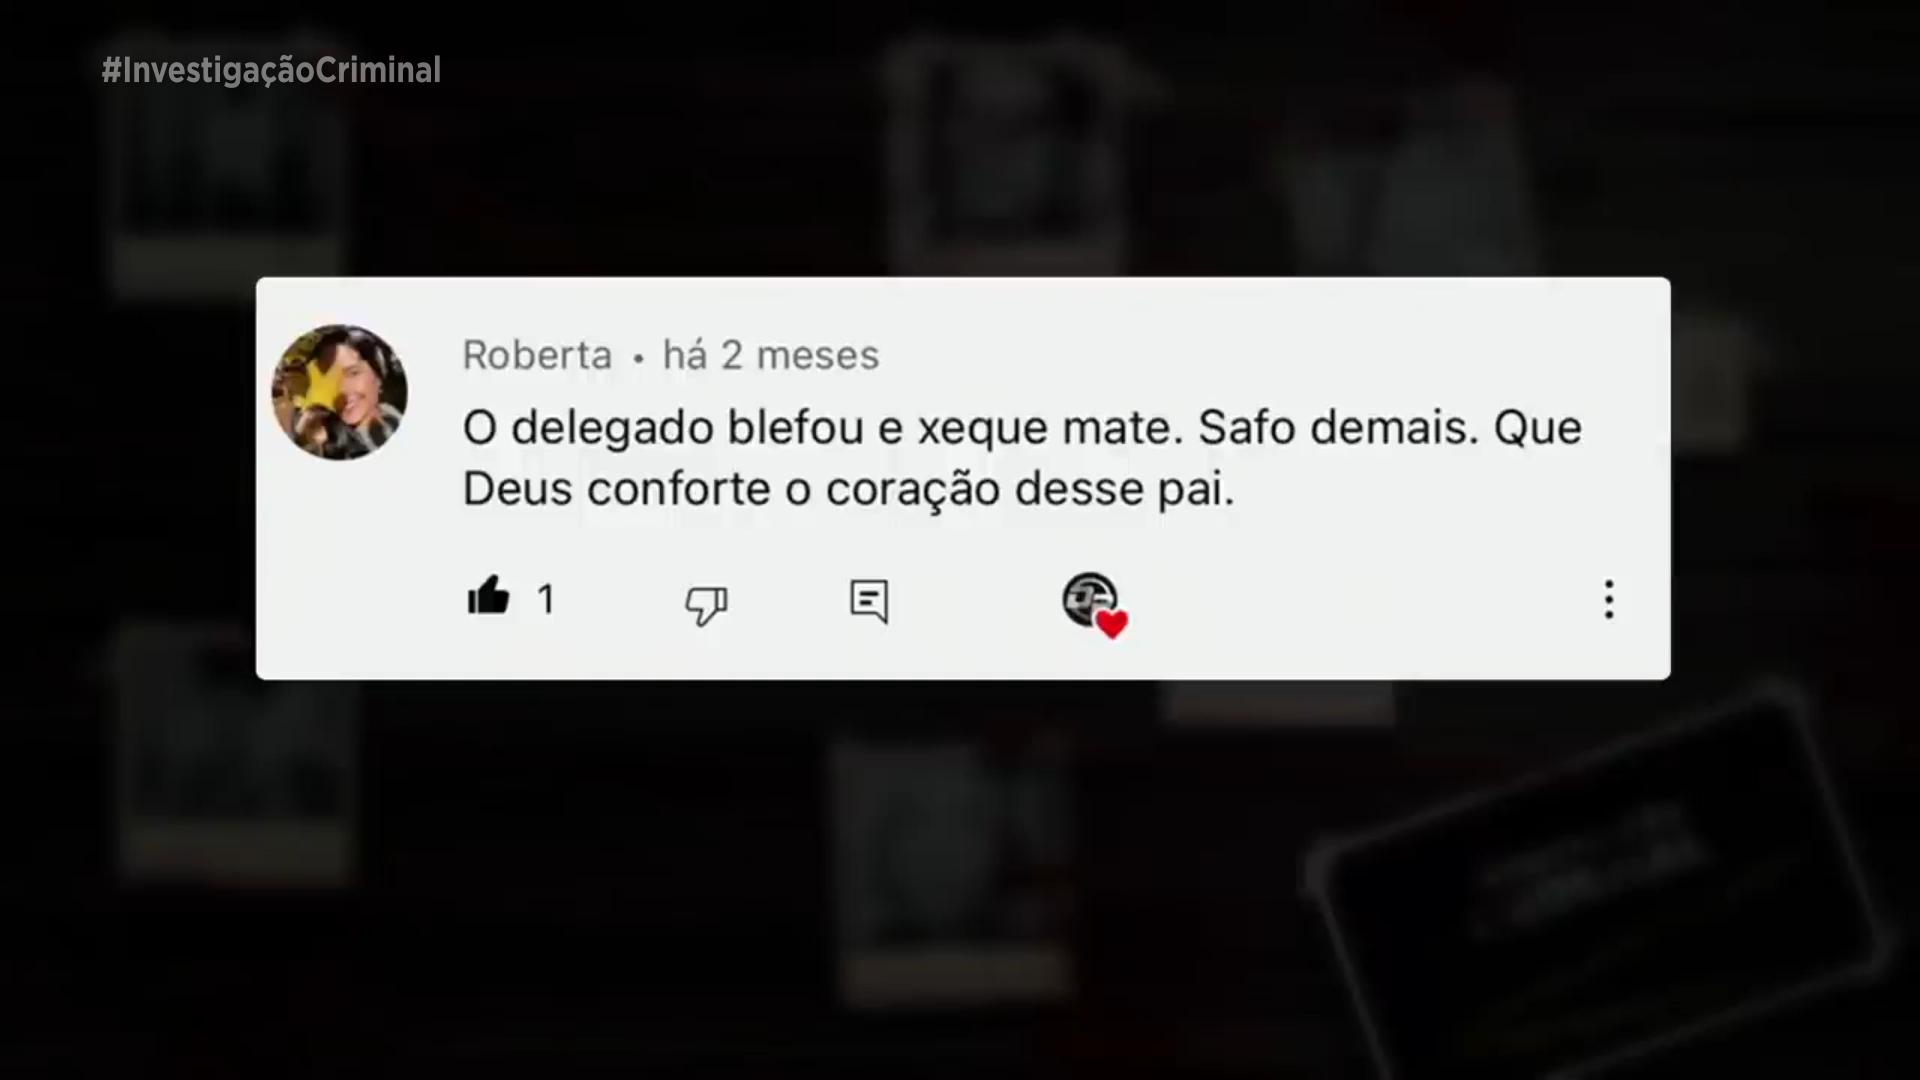 #InvestigaçãoCriminal
Roberta • há 2 meses
O delegado blefou e xeque mate. Safo demais. Que
Deus conforte o coração desse pai.
1